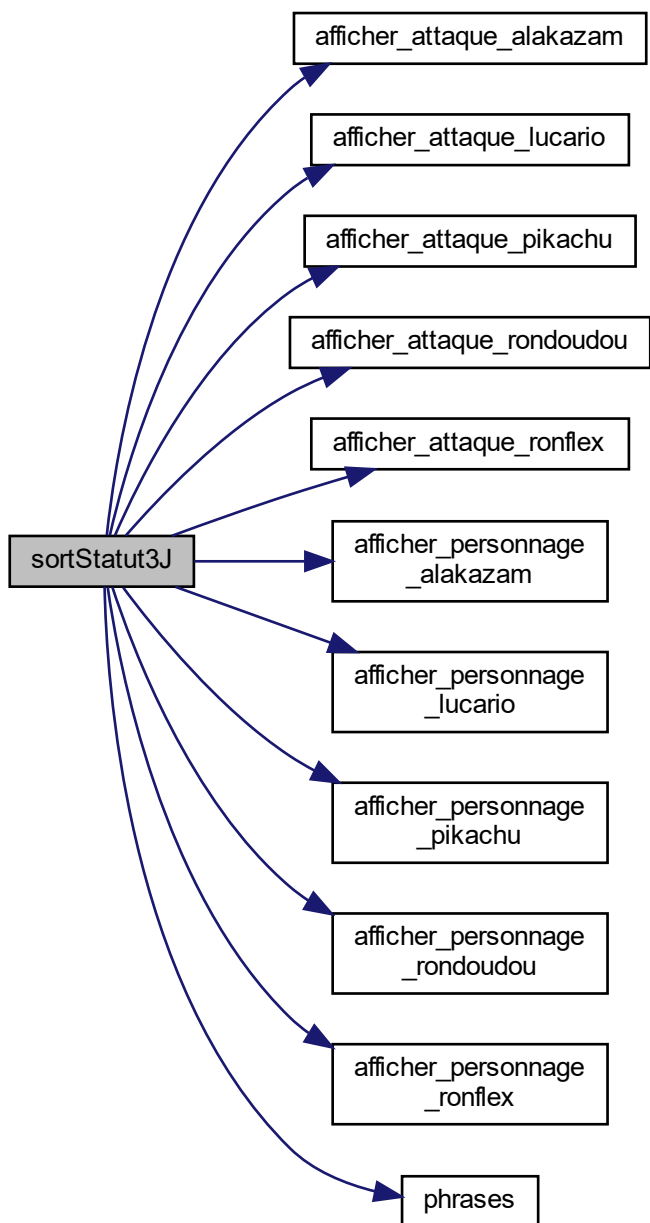 afficher_attaque_alakazam
afficher_attaque_lucario
afficher_attaque_pikachu
afficher_attaque_rondoudou
afficher_attaque_ronflex
sortStatut3J
afficher_personnage
_alakazam
afficher_personnage
_lucario
afficher_personnage
_pikachu
afficher_personnage
_rondoudou
afficher_personnage
_ronflex
phrases